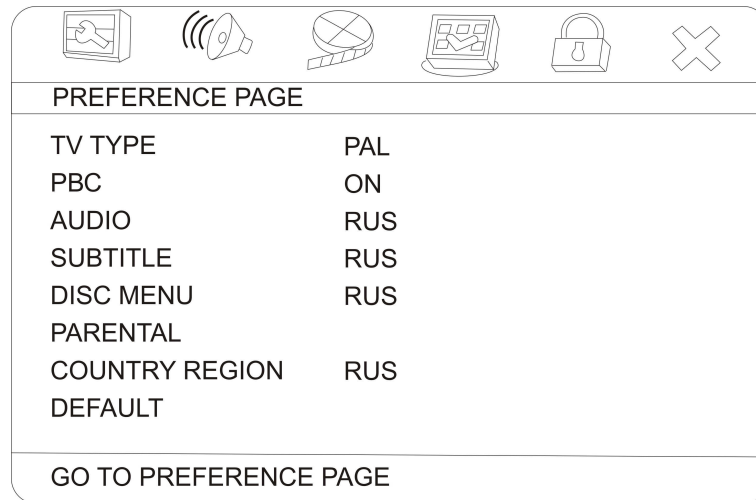 PREFERENCE PAGE
TV TYPE PAL
PBC ON
AUDIO RUS
SUBTITLE RUS
DISC MENU RUS
PARENTAL
COUNTRY REGION RUS
DEFAULT
GO TO PREFERENCE PAGE